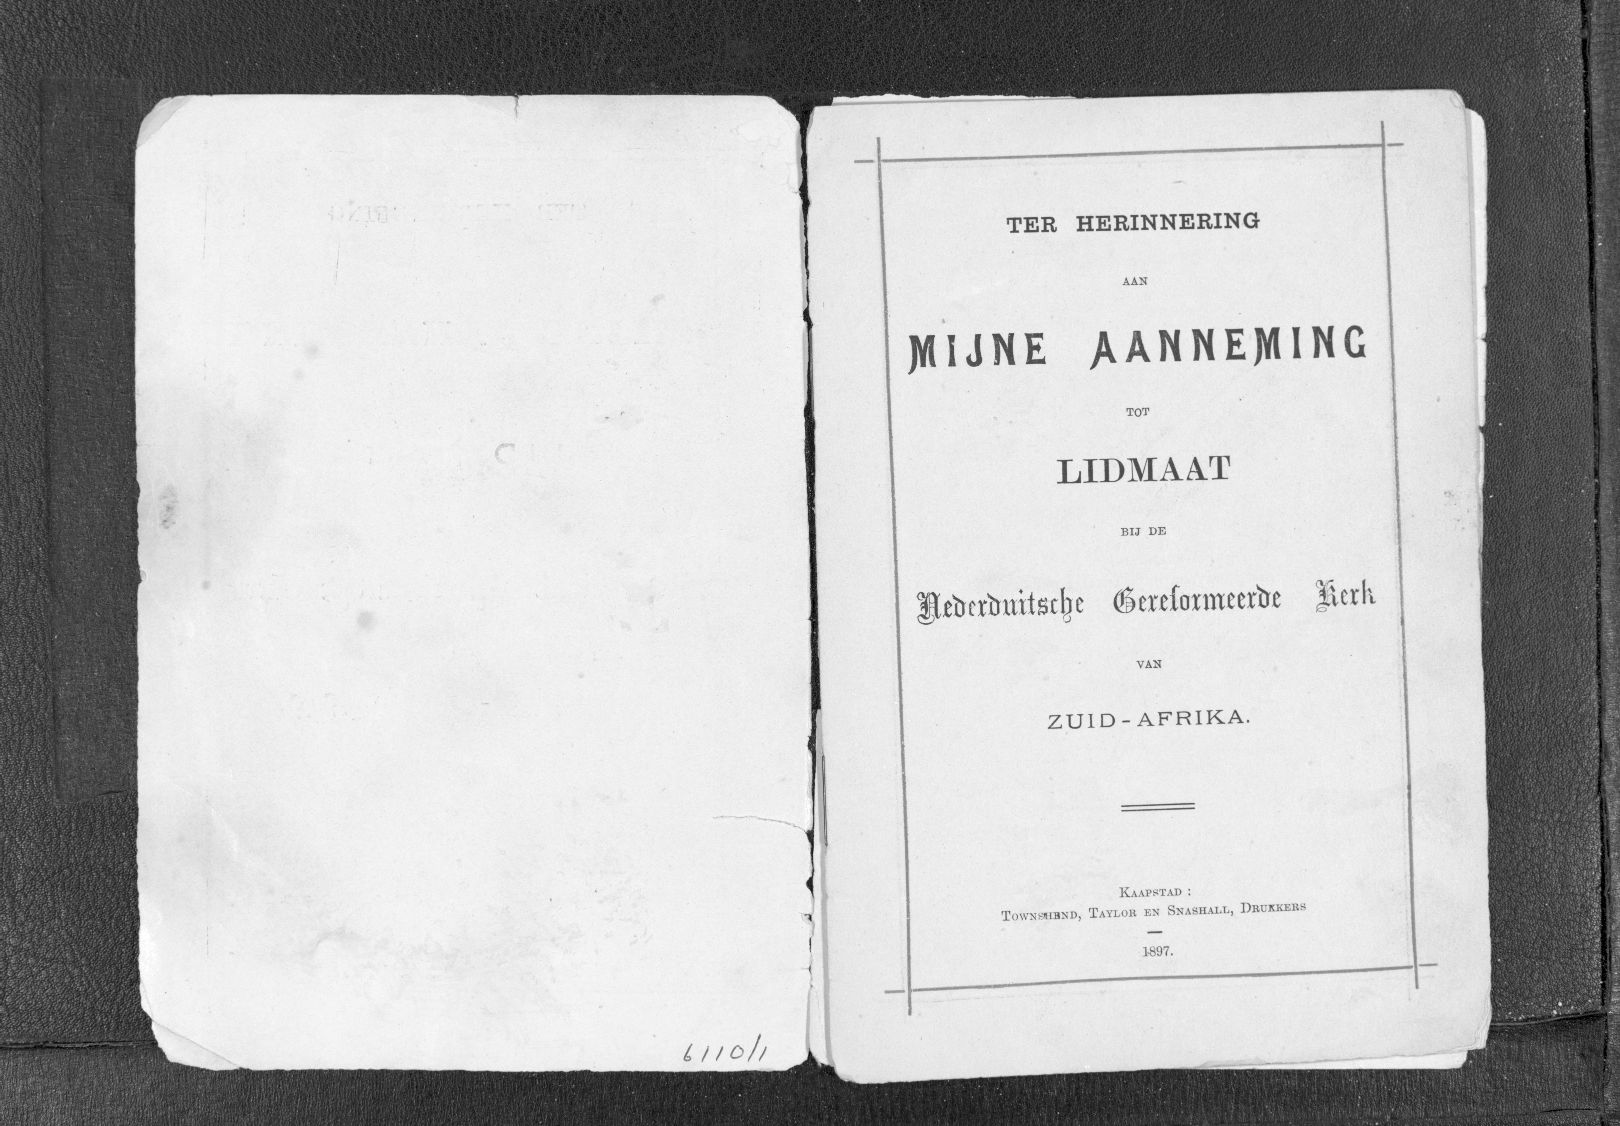 6110/1
TER HERINNERING
AAN
MIJNE AANNEMING
TOT
LIDMAAT
BIJ DE
Nederduitsche Gereformeerde Kerk
VAN
ZUID-AFRIKA.
KAAPSTAD :
TOWNSHEND, TAYLOR EN SNASHALL, DRUKKERS
1897.